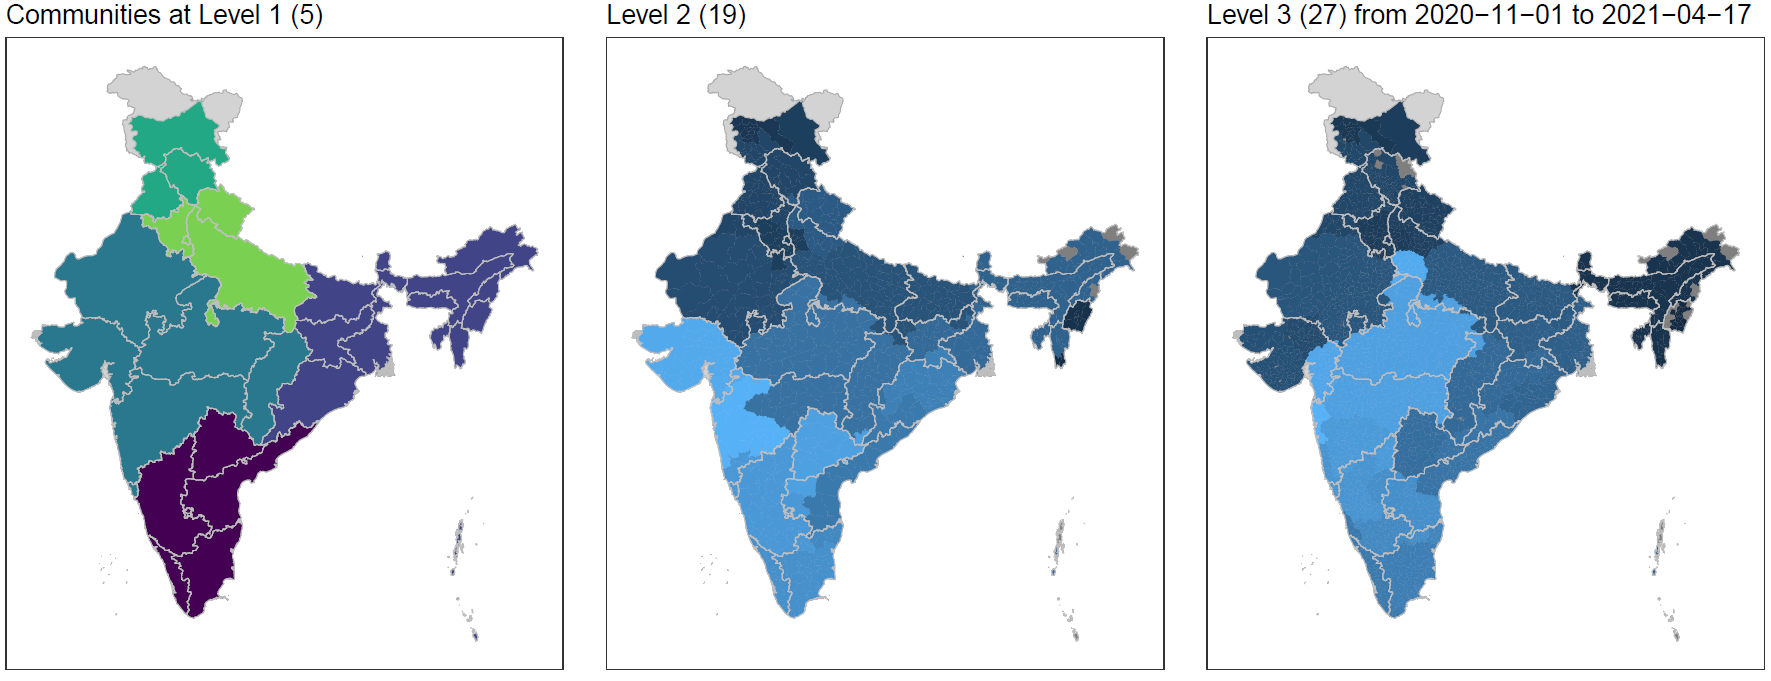 Communities at Level 1 (5)
Level 2 (19)
Level 3 (27) from 2020−11−01 to 2021−04−17